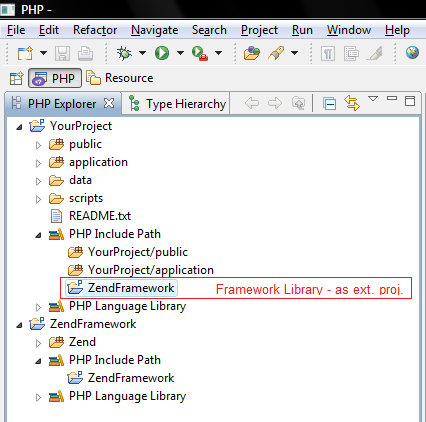 PHP -
File Edit Refactor Navigate Search Project Run Window Help
PHP Resource
PHP Explorer Type Hierarchy
YourProject
public
application
data
scripts
README.txt
PHP Include Path
YourProject/public
YourProject/application
ZendFramework Framework Library - as ext. proj.
PHP Language Library
ZendFramework
Zend
PHP Include Path
ZendFramework
PHP Language Library